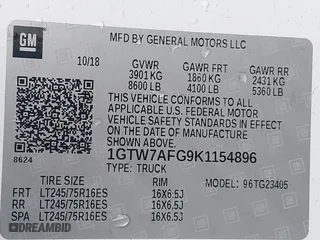 GM
MFD BY GENERAL MOTORS LLC
10/18
GVWR GAWR FRT GAWR RR
3901 KG 1860 KG 2431 KG
8600 LB 4100 LB 5360 LB
THIS VEHICLE CONFORMS TO ALL
APPLICABLE U.S. FEDERAL MOTOR
VEHICLE SAFETY STANDARDS IN EFFECT
ON THE DATE OF MANUFACTURE
SHOWN ABOVE.
8624
1GTW7AFG9K1154896
TYPE: TRUCK
TIRE SIZE RIM MODEL: 96TG23405
FRT LT245/75R16ES 16X6.5J
RR LT245/75R16ES 16X6.5J
SPA LT245/75R16ES 16X6.5J
DREAMBID